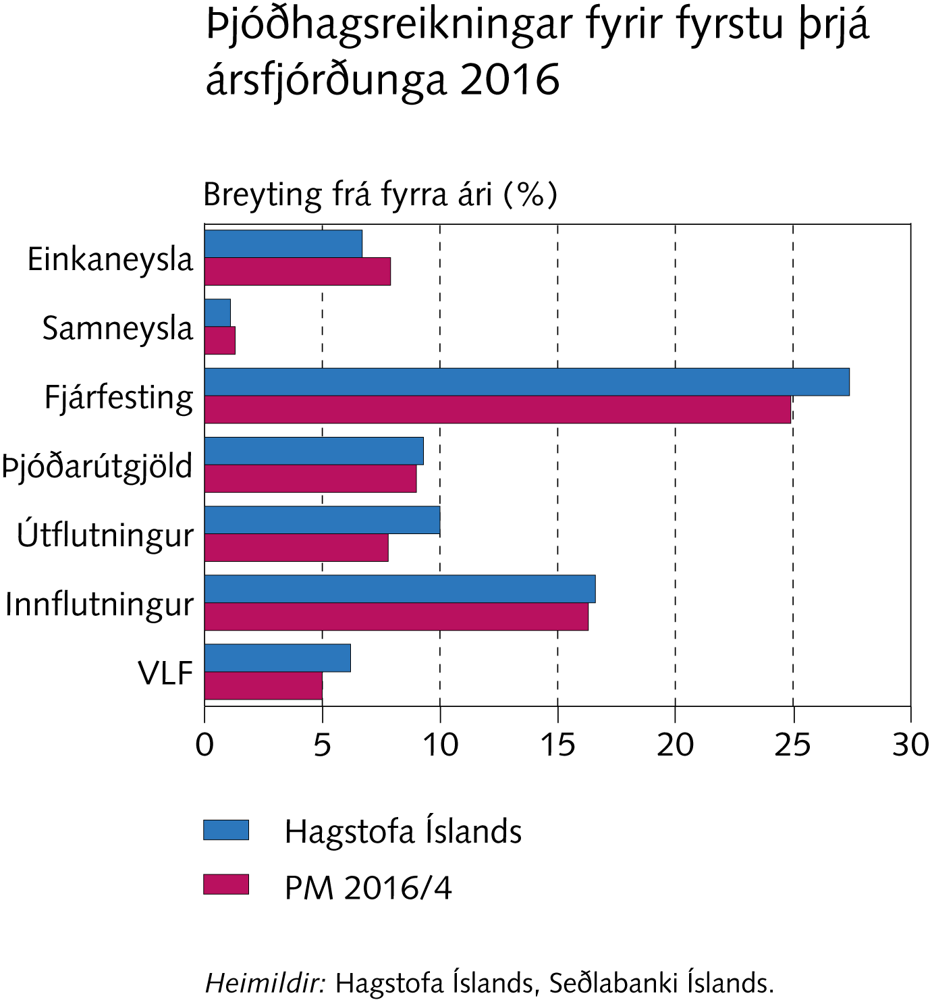 Þjóðhagsreikningar fyrir fyrstu þrjá
ársfjórðunga 2016
Breyting frá fyrra ári (%)
Einkaneysla
Samneysla
Fjárfesting
Þjóðarútgjöld
Útflutningur
Innflutningur
VLF
0 5 10 15 20 25 30
Hagstofa Íslands
PM 2016/4
Heimildir: Hagstofa Íslands, Seðlabanki Íslands.